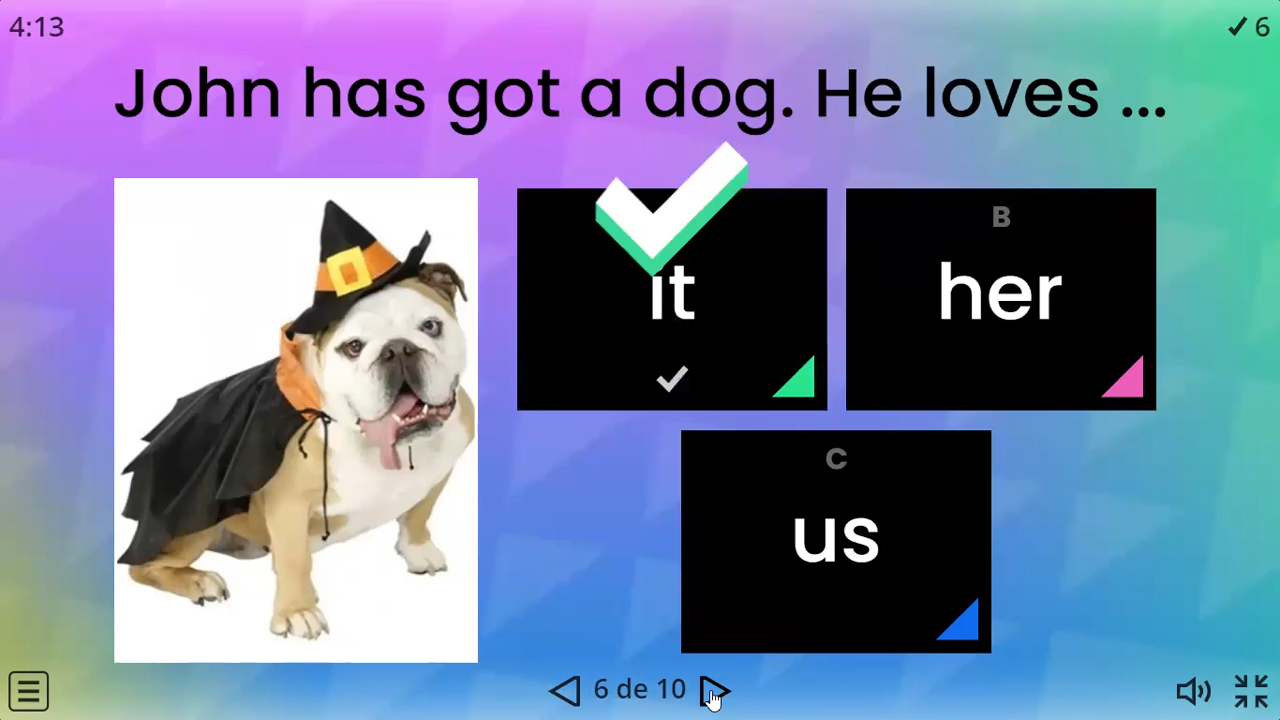 4:13
✓ 6
John has got a dog. He loves ...
it
B
her
C
us
6 de 10